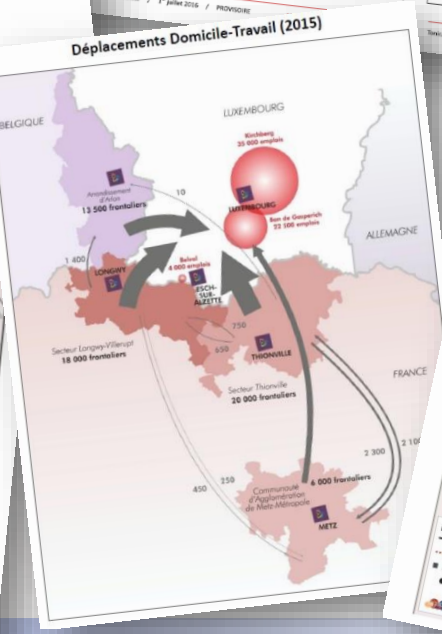 1er juillet 2016 / PROVISOIRE
Déplacements Domicile-Travail (2015)
BELGIQUE
LUXEMBOURG
Kirchberg
35 000 emplois
10
Arrondissement
d'Arlon
13 500 frontaliers
LUXEMBOURG
Ban de Gasperich
22 500 emplois
ALLEMAGNE
1 400
LONGWY
Belval
4 000 emplois
ESCH-
SUR-
ALZETTE
750
650
THIONVILLE
Secteur Longwy-Villerupt
18 000 frontaliers
Secteur Thionville
20 000 frontaliers
FRANCE
2 300
2 100
450
250
Communauté
d'Agglomération
de Metz-Métropole
6 000 frontaliers
METZ